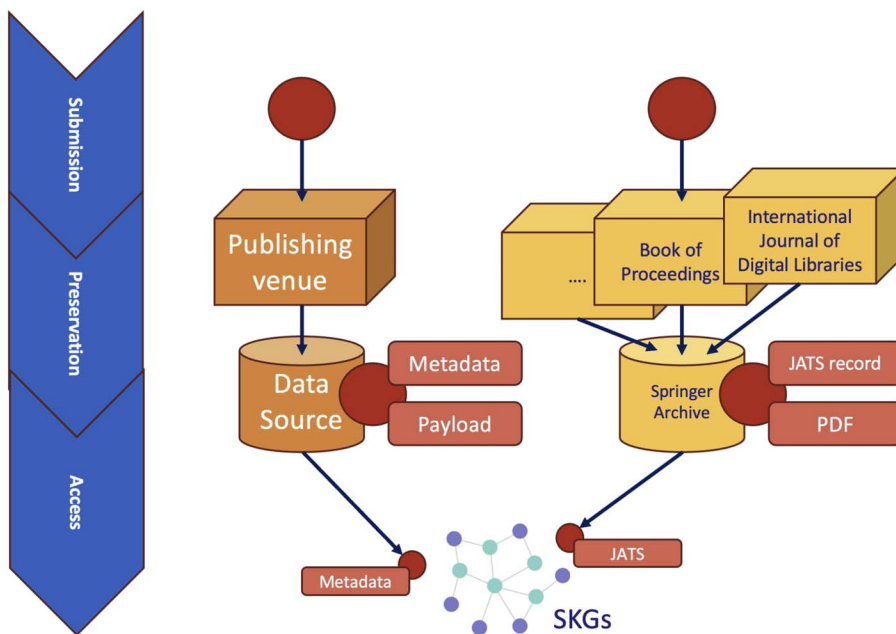 Submission
Preservation
Access
Publishing
venue
Data
Source
Metadata
Payload
Metadata
....
Book of
Proceedings
International
Journal of
Digital Libraries
Springer
Archive
JATS record
PDF
JATS
SKGs